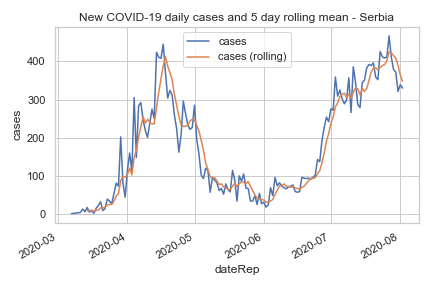 New COVID-19 daily cases and 5 day rolling mean - Serbia
cases
cases (rolling)
cases
400
300
200
100
0
2020-03
2020-04
2020-05
2020-06
2020-07
2020-08
dateRep